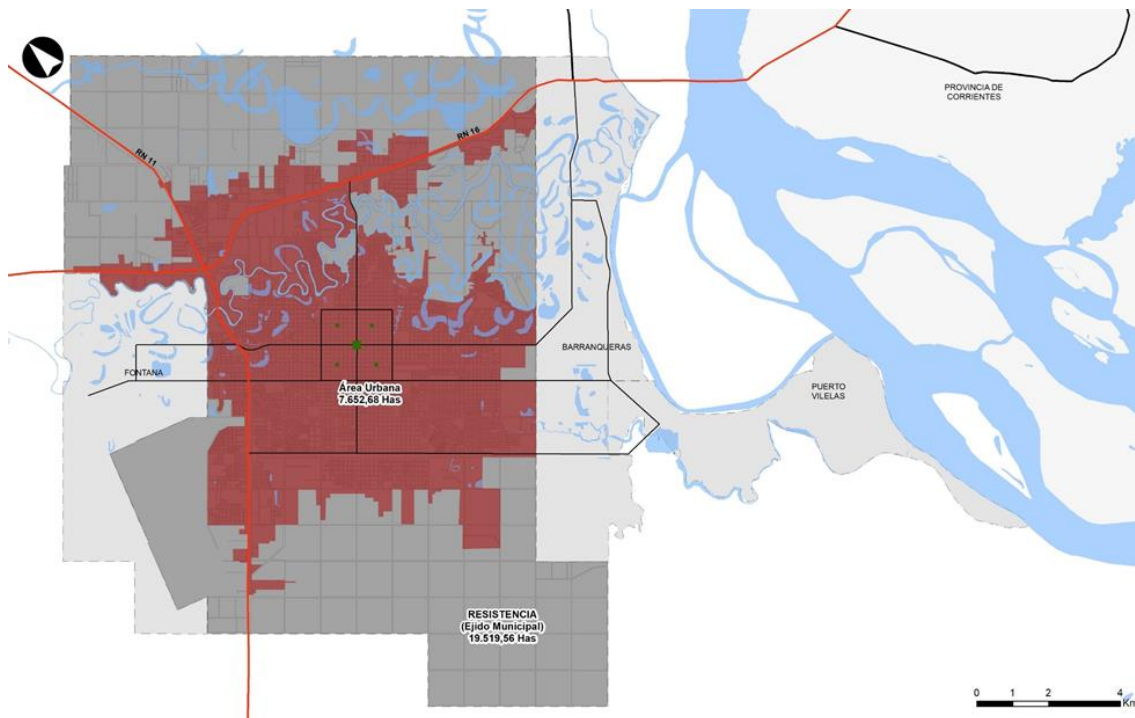 PROVINCIA DE
CORRIENTES
RN 11
RN 16
BARRANQUERAS
FONTANA
Área Urbana
7.652,68 Has
PUERTO
VILELAS
RESISTENCIA
(Ejido Municipal)
19.519,56 Has
0 1 2 4
Km